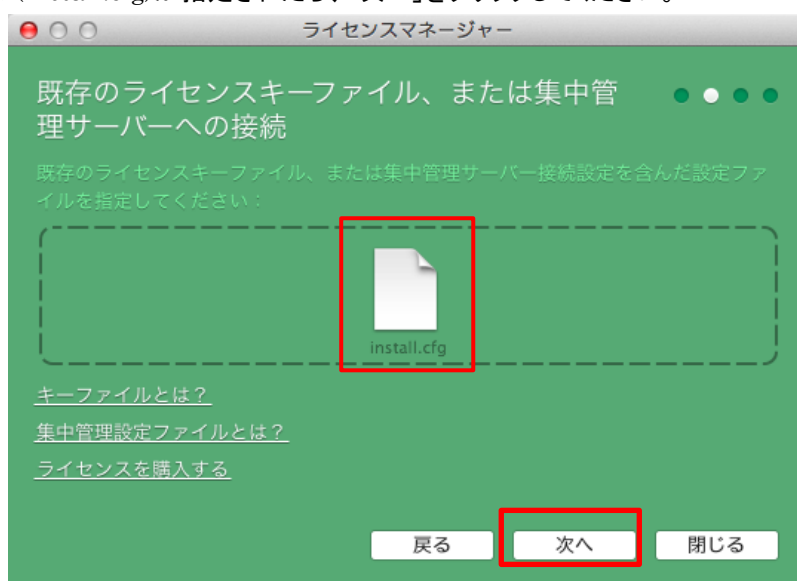 ライセンスマネージャー
既存のライセンスキーファイル、または集中管
理サーバーへの接続
既存のライセンスキーファイル、または集中管理サーバー接続設定を含んだ設定ファ
イルを指定してください：
install.cfg
キーファイルとは？
集中管理設定ファイルとは？
ライセンスを購入する
戻る
次へ
閉じる